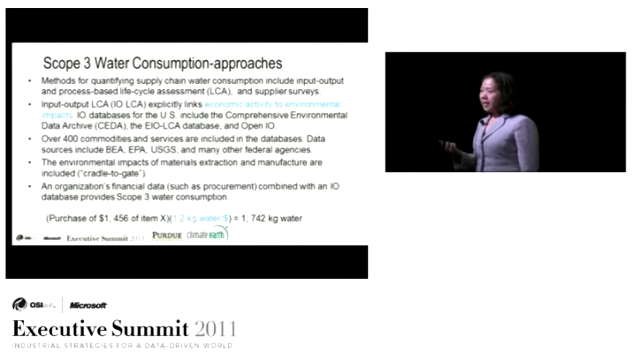 Scope 3 Water Consumption-approaches
• Methods for quantifying supply chain water consumption include input-output
and process-based life-cycle assessment (LCA), and supplier surveys.
• Input-output LCA (IO LCA) explicitly links economic activity to environmental
impacts. IO databases for the U.S. include the Comprehensive Environmental
Data Archive (CEDA), the EIO-LCA database, and Open IO.
• Over 400 commodities and services are included in the databases. Data
sources include BEA, EPA, USGS, and many other federal agencies.
• The environmental impacts of materials extraction and manufacture are
included ("cradle-to-gate").
• An organization's financial data (such as procurement) combined with an IO
database provides Scope 3 water consumption.
(Purchase of $1, 456 of item X)(1.2 kg water/$) = 1, 742 kg water
OSI Microsoft Executive Summit 2011 PURDUE climate earth
OSIsoft. Microsoft
Executive Summit 2011
INDUSTRIAL STRATEGIES FOR A DATA-DRIVEN WORLD